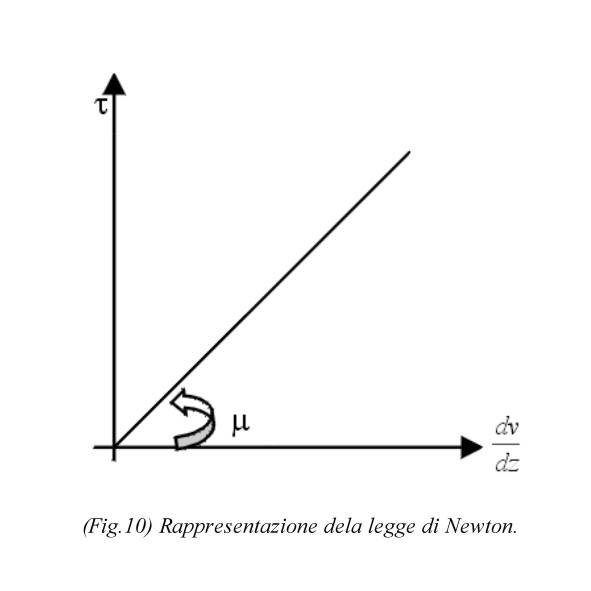 τ
μ
dv
dz
(Fig.10) Rappresentazione dela legge di Newton.